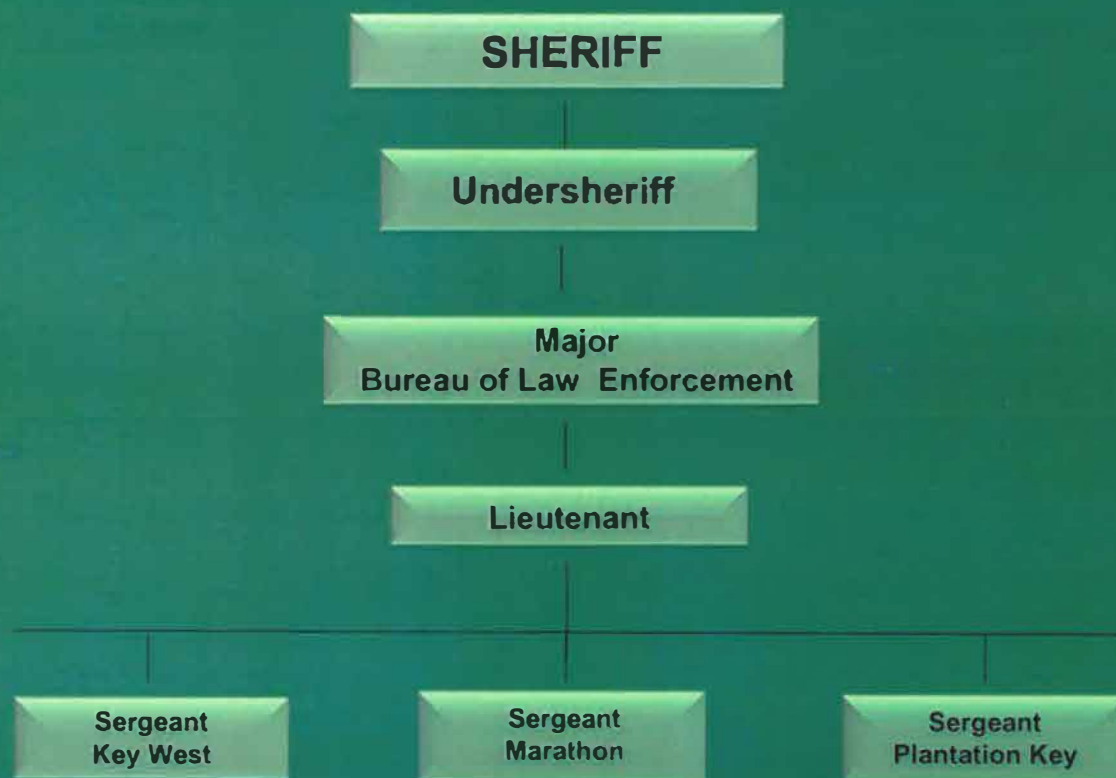 SHERIFF
Undersheriff
Major
Bureau of Law Enforcement
Lieutenant
Sergeant
Key West
Sergeant
Marathon
Sergeant
Plantation Key